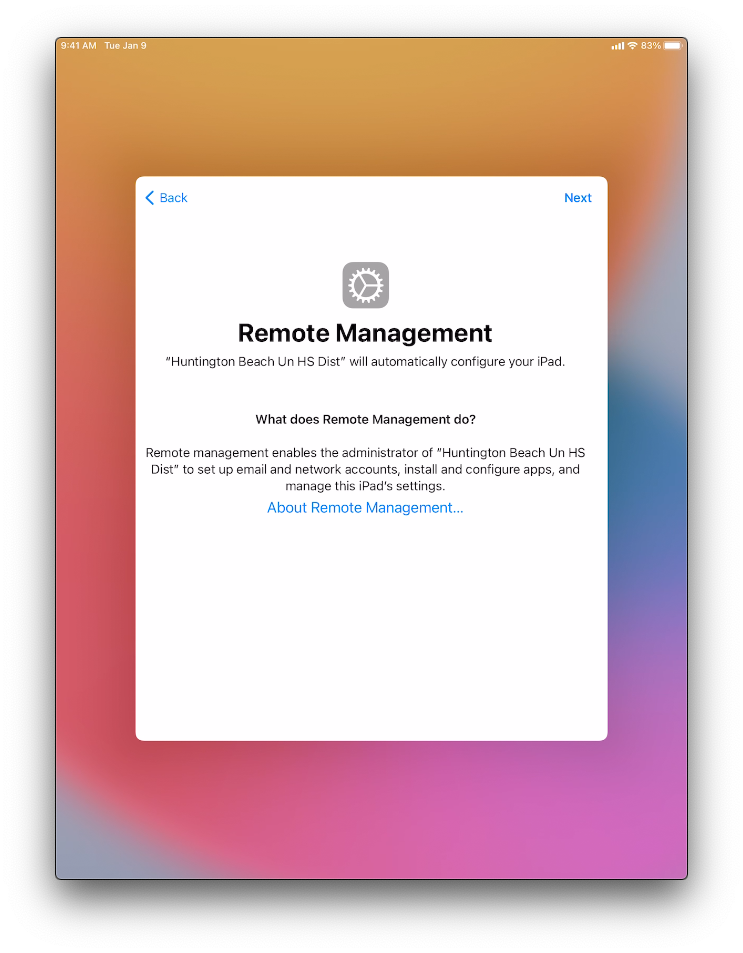 9:41 AM Tue Jan 9
83%
Back
Next
Remote Management
“Huntington Beach Un HS Dist” will automatically configure your iPad.
What does Remote Management do?
Remote management enables the administrator of “Huntington Beach Un HS
Dist” to set up email and network accounts, install and configure apps, and
manage this iPad’s settings.
About Remote Management...